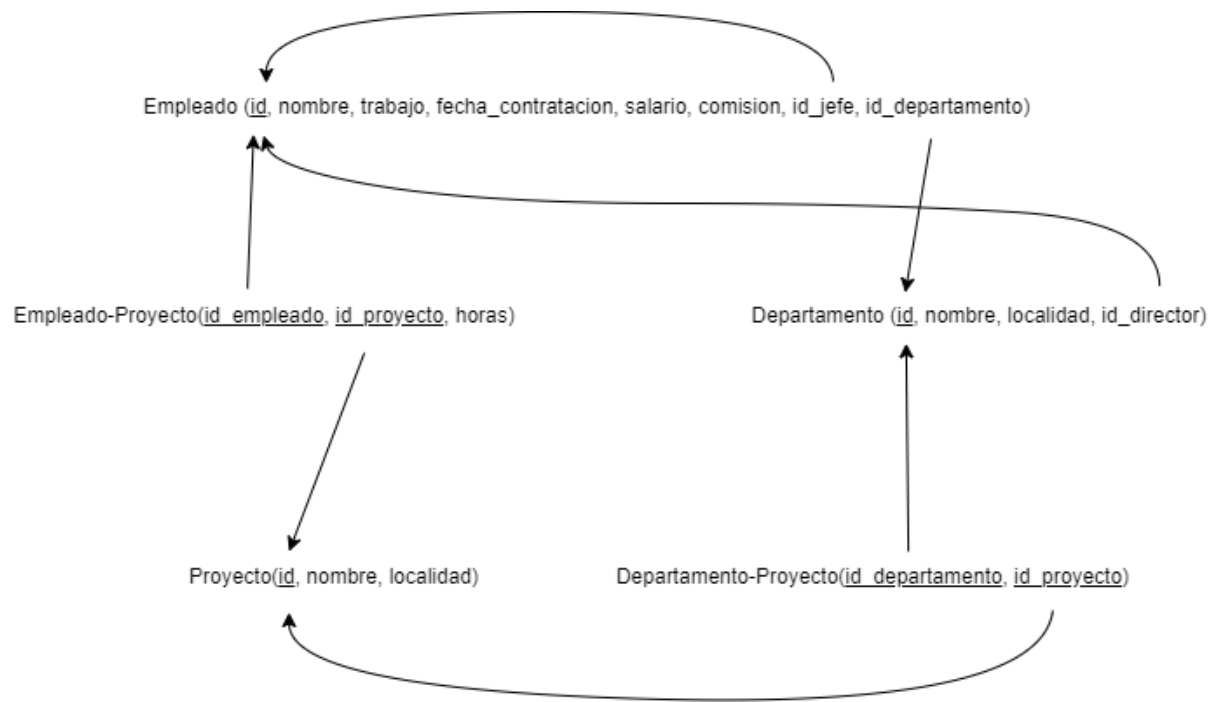 Empleado (id, nombre, trabajo, fecha_contratacion, salario, comision, id_jefe, id_departamento)
Empleado-Proyecto(id_empleado, id_proyecto, horas)
Departamento (id, nombre, localidad, id_director)
Proyecto(id, nombre, localidad)
Departamento-Proyecto(id_departamento, id_proyecto)